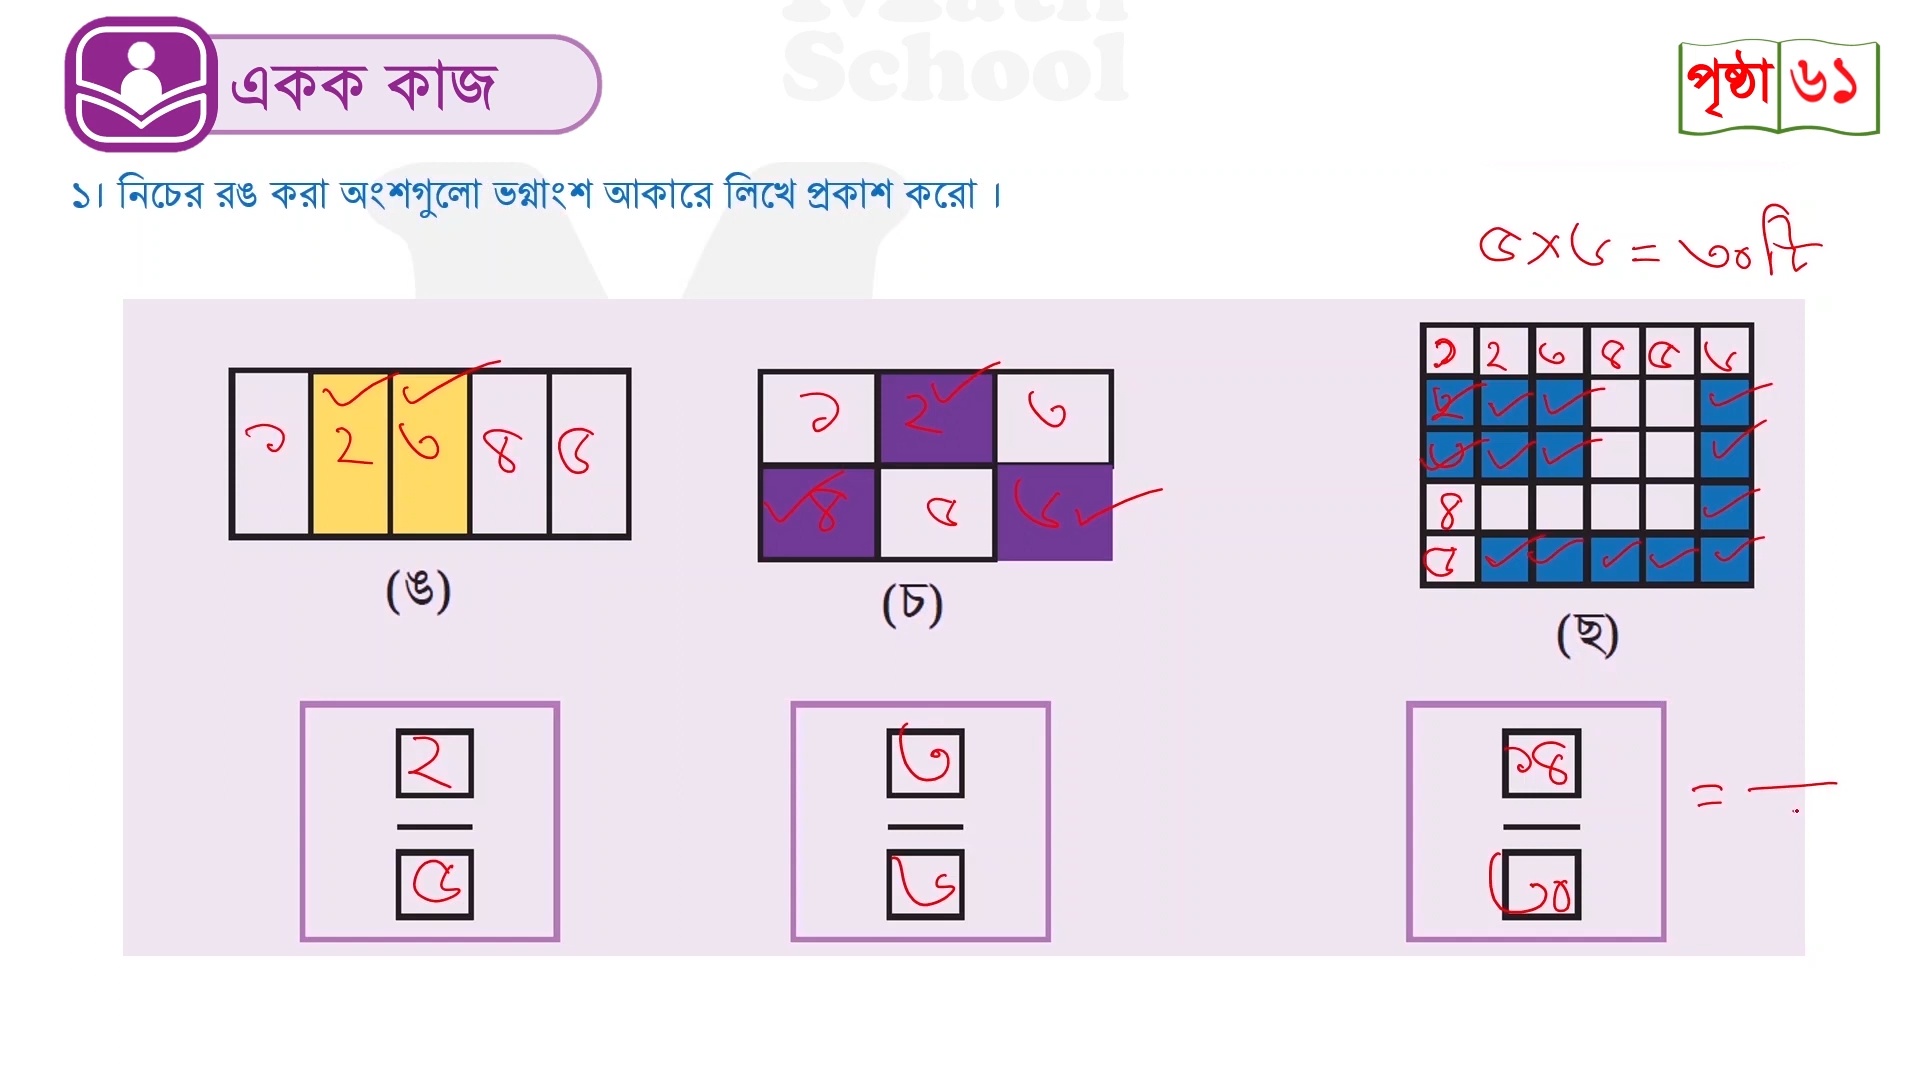 Math
School
একক কাজ
পৃষ্ঠা ৬১
১। নিচের রঙ করা অংশগুলো ভগ্নাংশ আকারে লিখে প্রকাশ করো ।
৫×৬ = ৩০টি
১ ২ ৩ ৪ ৫
১ ২ ৩
৪ ৫ ৬
১ ২ ৩ ৪ ৫ ৬
২
৩
৪
৫
(ঙ)
(চ)
(ছ)
২
৫
৩
৬
১৪
৩০
=